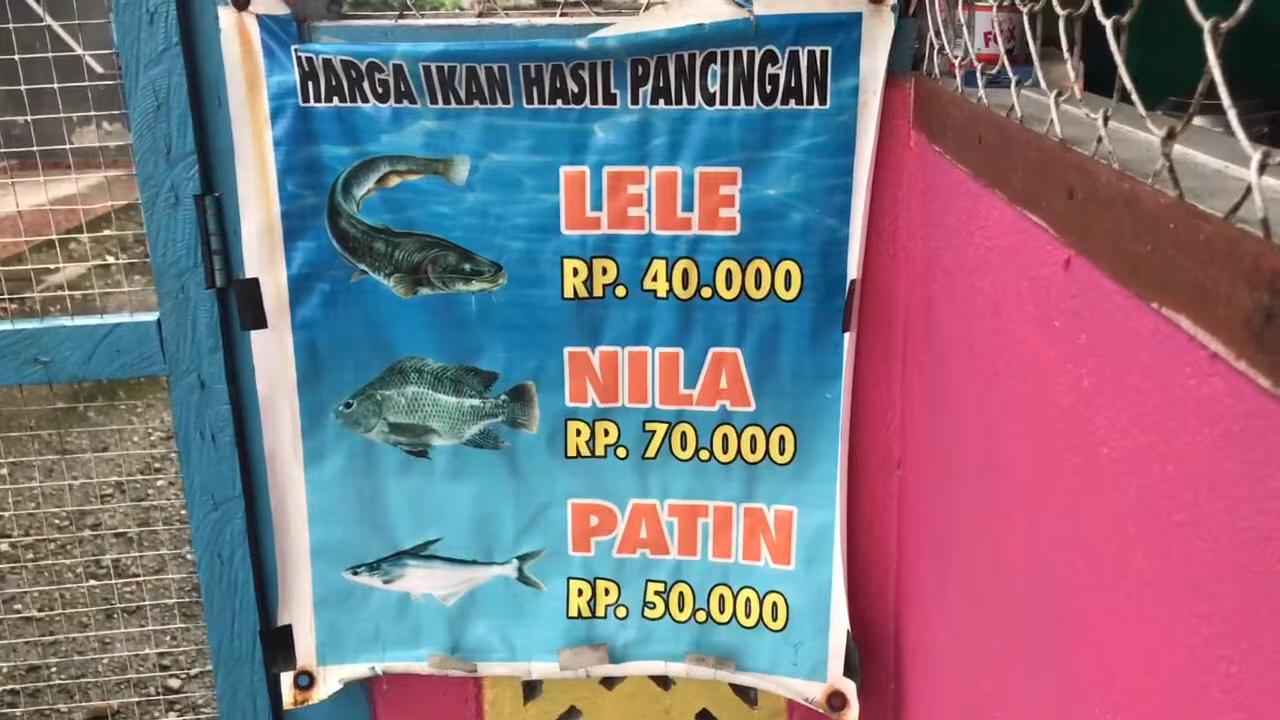 HARGA IKAN HASIL PANCINGAN
LELE
RP. 40.000
NILA
RP. 70.000
PATIN
RP. 50.000